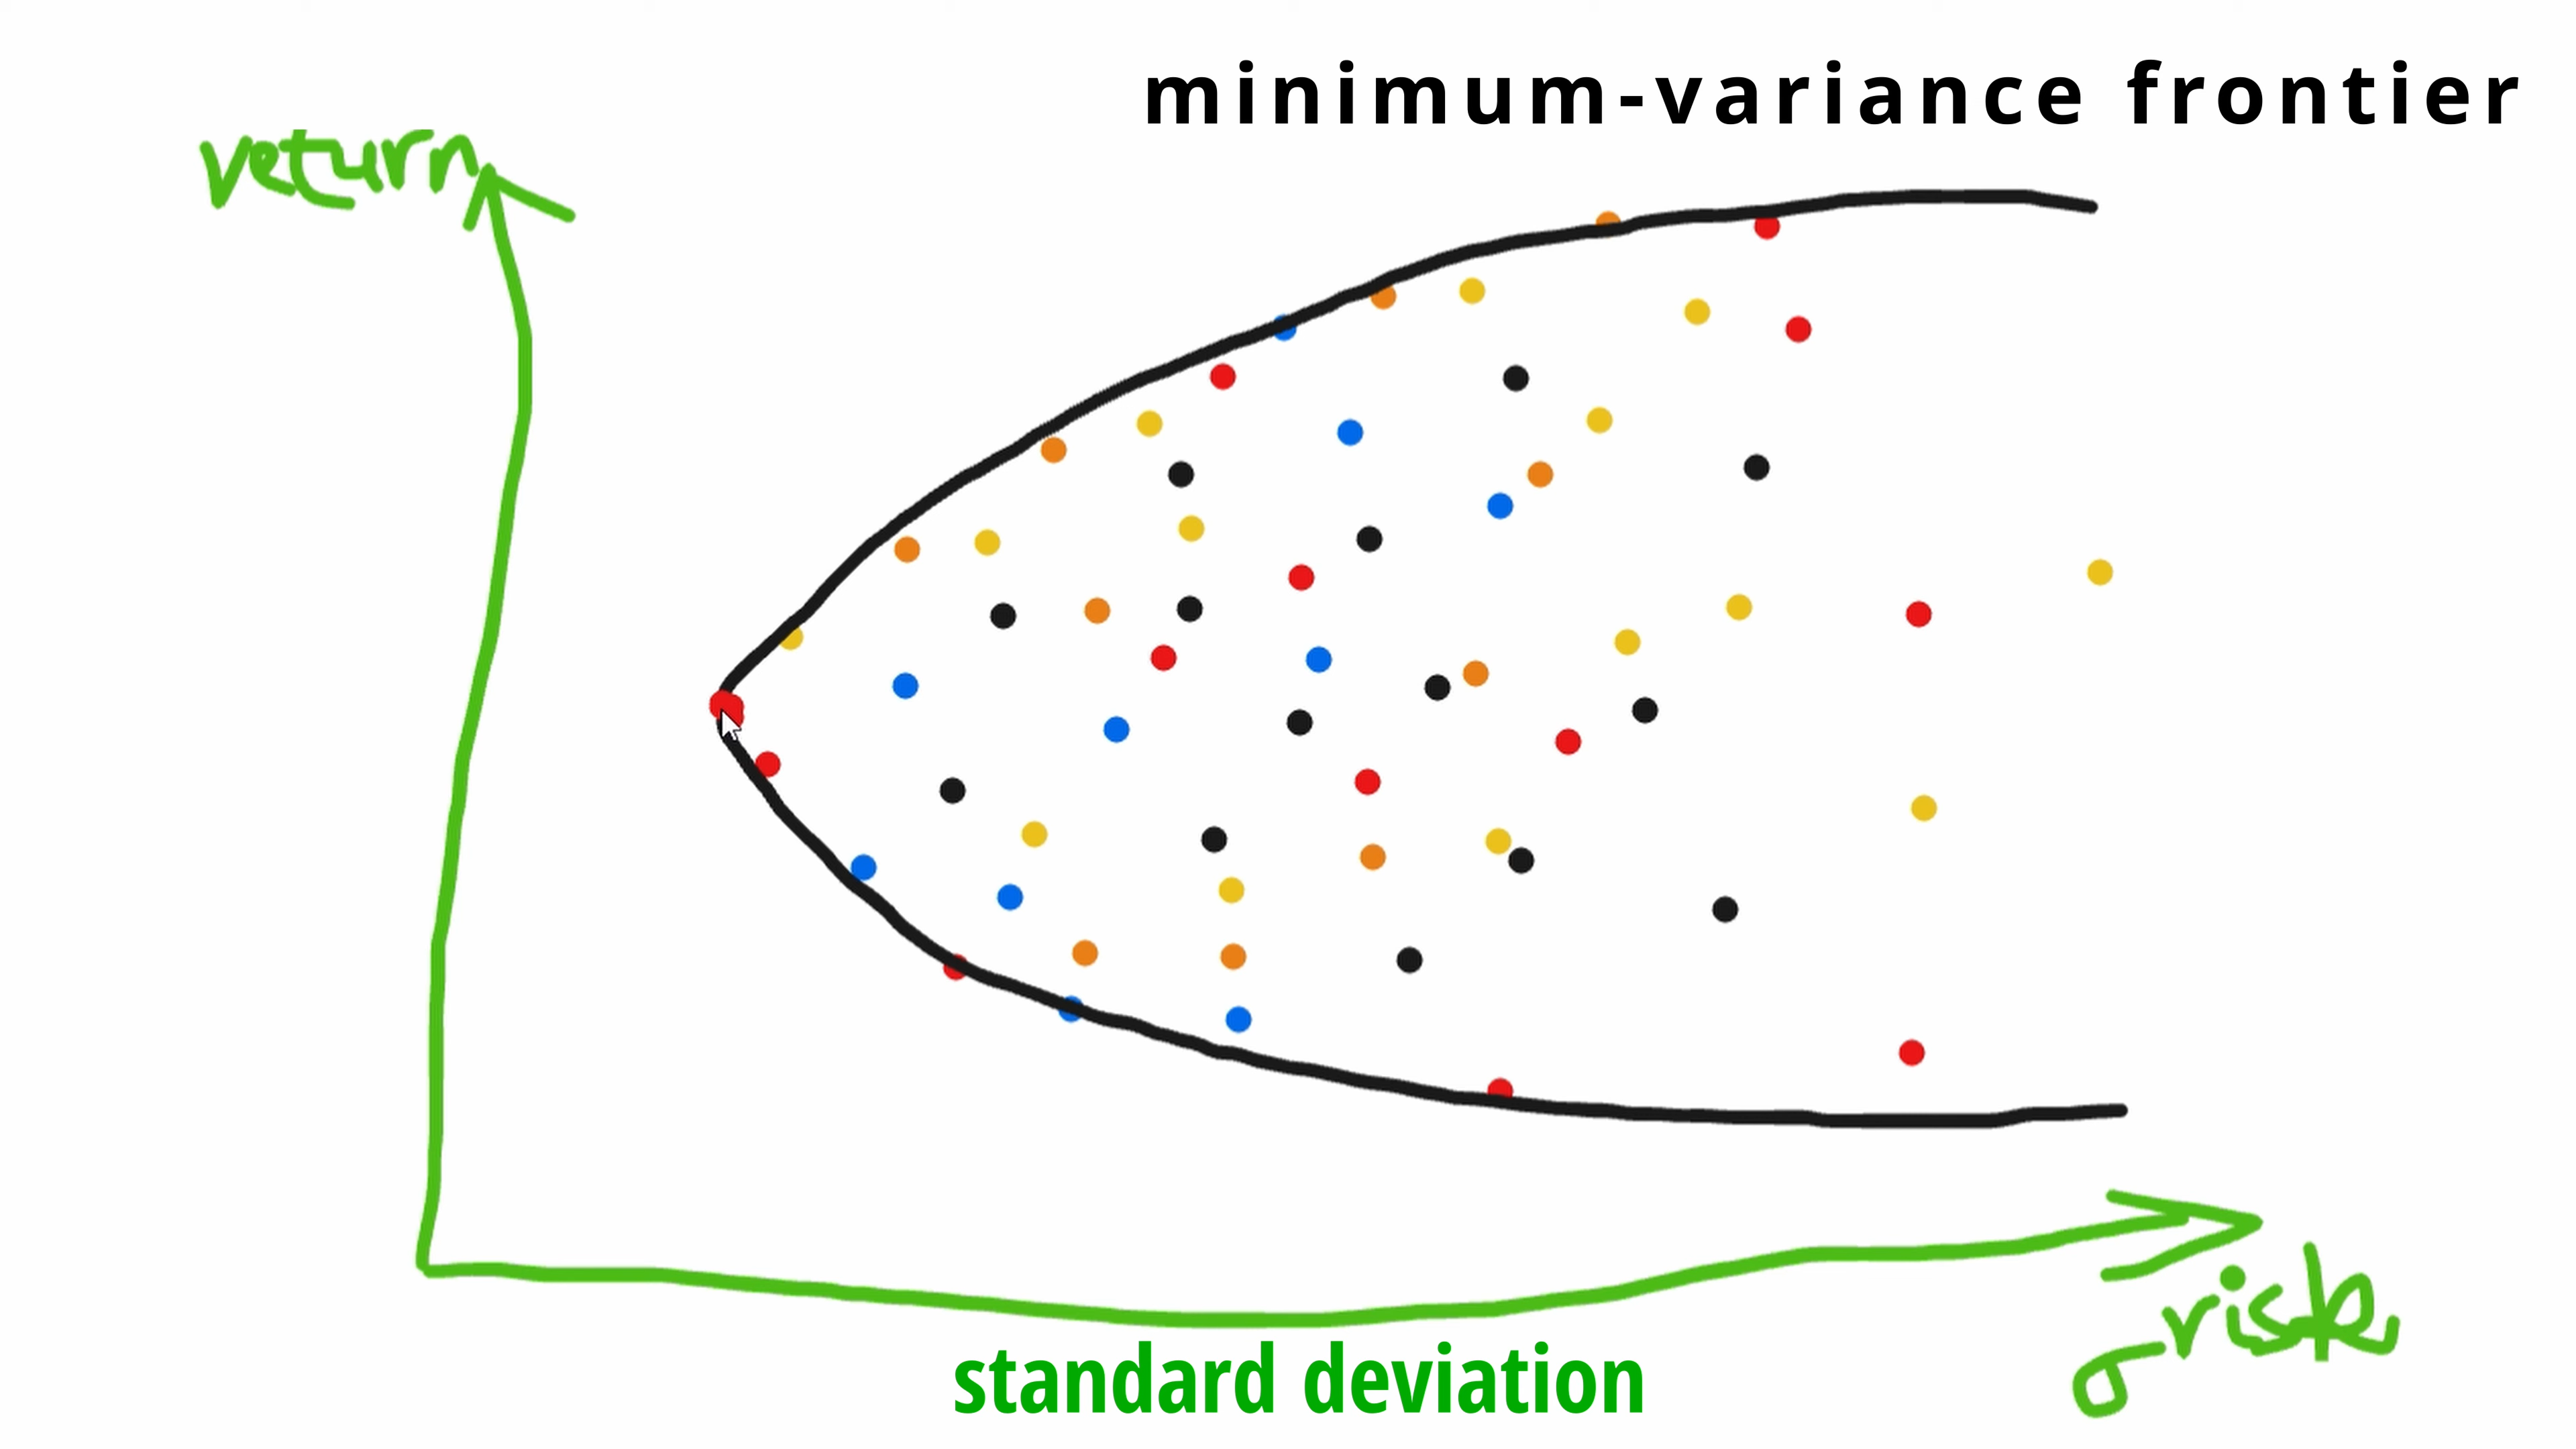 minimum-variance frontier
return
risk
σ
standard deviation